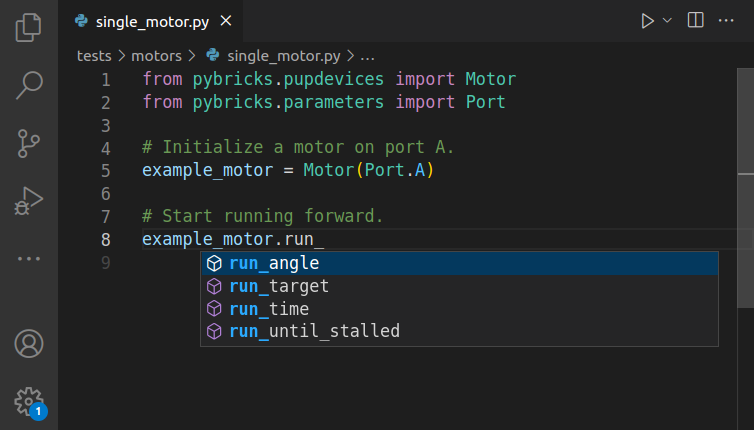 single_motor.py
tests > motors > single_motor.py > ...
1 from pybricks.pupdevices import Motor
2 from pybricks.parameters import Port
3
4 # Initialize a motor on port A.
5 example_motor = Motor(Port.A)
6
7 # Start running forward.
8 example_motor.run_
9
run_angle
run_target
run_time
run_until_stalled
1